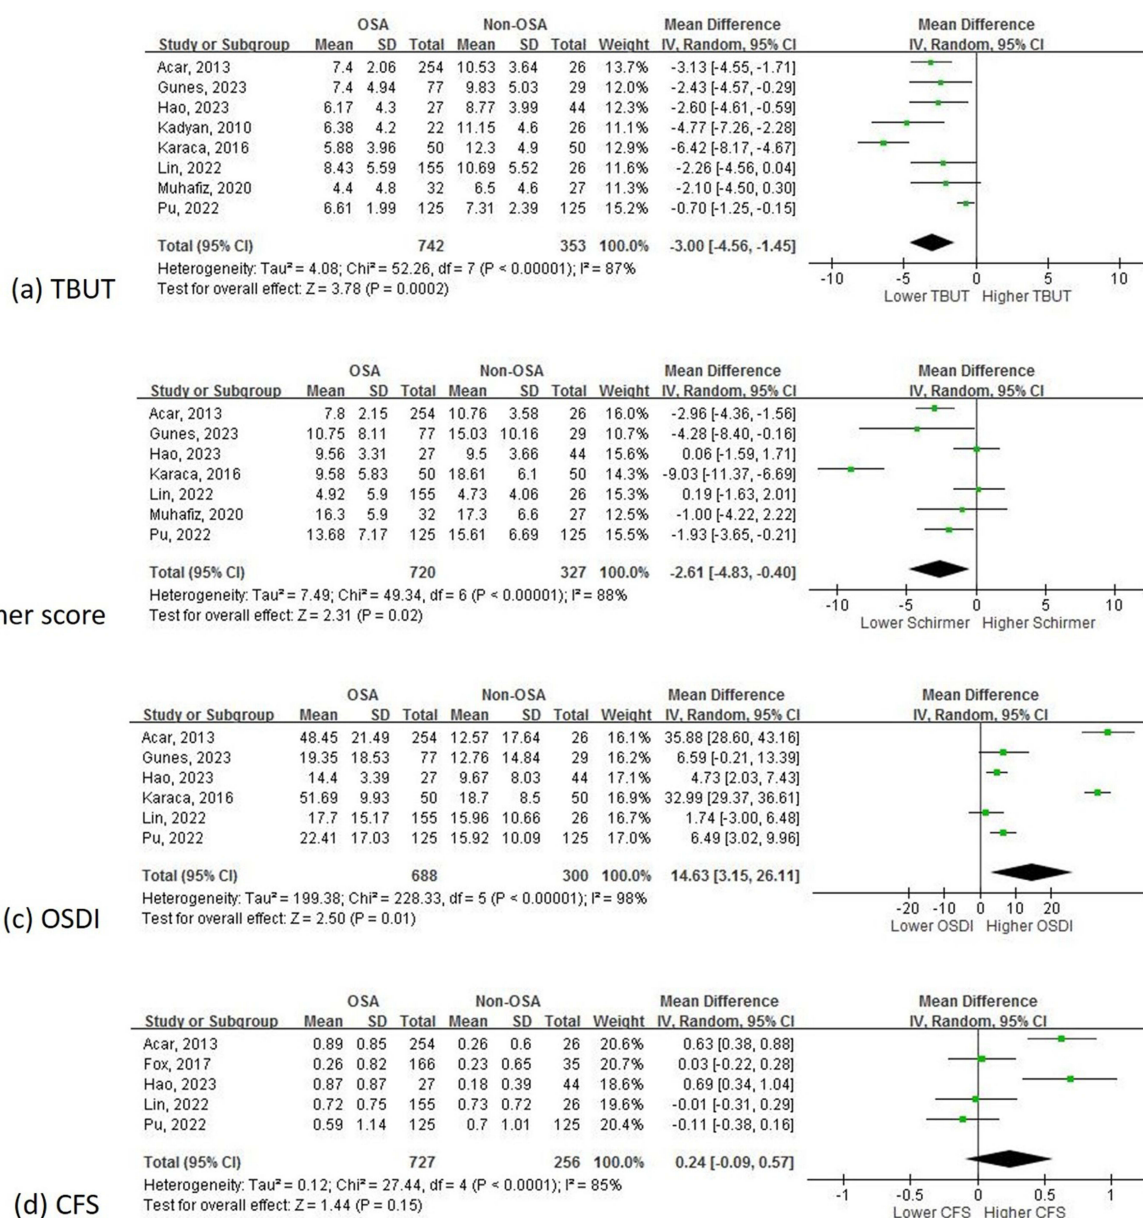 OSA Non-OSA Mean Difference Mean Difference
Study or Subgroup Mean SD Total Mean SD Total Weight IV, Random, 95% CI IV, Random, 95% CI
Acar, 2013 7.4 2.06 254 10.53 3.64 26 13.7% -3.13 [-4.55, -1.71]
Gunes, 2023 7.4 4.94 77 9.83 5.03 29 12.0% -2.43 [-4.57, -0.29]
Hao, 2023 6.17 4.3 27 8.77 3.99 44 12.3% -2.60 [-4.61, -0.59]
Kadyan, 2010 6.38 4.2 22 11.15 4.6 26 11.1% -4.77 [-7.26, -2.28]
Karaca, 2016 5.88 3.96 50 12.3 4.9 50 12.9% -6.42 [-8.17, -4.67]
Lin, 2022 8.43 5.59 155 10.69 5.52 26 11.6% -2.26 [-4.56, 0.04]
Muhafiz, 2020 4.4 4.8 32 6.5 4.6 27 11.3% -2.10 [-4.50, 0.30]
Pu, 2022 6.61 1.99 125 7.31 2.39 125 15.2% -0.70 [-1.25, -0.15]
Total (95% CI) 742 353 100.0% -3.00 [-4.56, -1.45]
Heterogeneity: Tau² = 4.08; Chi² = 52.26, df = 7 (P < 0.00001); I² = 87%
Test for overall effect: Z = 3.78 (P = 0.0002)
-10 -5 0 5 10
Lower TBUT Higher TBUT
(a) TBUT
OSA Non-OSA Mean Difference Mean Difference
Study or Subgroup Mean SD Total Mean SD Total Weight IV, Random, 95% CI IV, Random, 95% CI
Acar, 2013 7.8 2.15 254 10.76 3.58 26 16.0% -2.96 [-4.36, -1.56]
Gunes, 2023 10.75 8.11 77 15.03 10.16 29 10.7% -4.28 [-8.40, -0.16]
Hao, 2023 9.56 3.31 27 9.5 3.66 44 15.6% 0.06 [-1.59, 1.71]
Karaca, 2016 9.58 5.83 50 18.61 6.1 50 14.3% -9.03 [-11.37, -6.69]
Lin, 2022 4.92 5.9 155 4.73 4.06 26 15.3% 0.19 [-1.63, 2.01]
Muhafiz, 2020 16.3 5.9 32 17.3 6.6 27 12.5% -1.00 [-4.22, 2.22]
Pu, 2022 13.68 7.17 125 15.61 6.69 125 15.5% -1.93 [-3.65, -0.21]
Total (95% CI) 720 327 100.0% -2.61 [-4.83, -0.40]
Heterogeneity: Tau² = 7.49; Chi² = 49.34, df = 6 (P < 0.00001); I² = 88%
Test for overall effect: Z = 2.31 (P = 0.02)
-10 -5 0 5 10
Lower Schirmer Higher Schirmer
ner score
OSA Non-OSA Mean Difference Mean Difference
Study or Subgroup Mean SD Total Mean SD Total Weight IV, Random, 95% CI IV, Random, 95% CI
Acar, 2013 48.45 21.49 254 12.57 17.64 26 16.1% 35.88 [28.60, 43.16]
Gunes, 2023 19.35 18.53 77 12.76 14.84 29 16.2% 6.59 [-0.21, 13.39]
Hao, 2023 14.4 3.39 27 9.67 8.03 44 17.1% 4.73 [2.03, 7.43]
Karaca, 2016 51.69 9.93 50 18.7 8.5 50 16.9% 32.99 [29.37, 36.61]
Lin, 2022 17.7 15.17 155 15.96 10.66 26 16.7% 1.74 [-3.00, 6.48]
Pu, 2022 22.41 17.03 125 15.92 10.09 125 17.0% 6.49 [3.02, 9.96]
Total (95% CI) 688 300 100.0% 14.63 [3.15, 26.11]
Heterogeneity: Tau² = 199.38; Chi² = 228.33, df = 5 (P < 0.00001); I² = 98%
Test for overall effect: Z = 2.50 (P = 0.01)
-20 -10 0 10 20
Lower OSDI Higher OSDI
(c) OSDI
OSA Non-OSA Mean Difference Mean Difference
Study or Subgroup Mean SD Total Mean SD Total Weight IV, Random, 95% CI IV, Random, 95% CI
Acar, 2013 0.89 0.85 254 0.26 0.6 26 20.6% 0.63 [0.38, 0.88]
Fox, 2017 0.26 0.82 166 0.23 0.65 35 20.7% 0.03 [-0.22, 0.28]
Hao, 2023 0.87 0.87 27 0.18 0.39 44 18.6% 0.69 [0.34, 1.04]
Lin, 2022 0.72 0.75 155 0.73 0.72 26 19.6% -0.01 [-0.31, 0.29]
Pu, 2022 0.59 1.14 125 0.7 1.01 125 20.4% -0.11 [-0.38, 0.16]
Total (95% CI) 727 256 100.0% 0.24 [-0.09, 0.57]
Heterogeneity: Tau² = 0.12; Chi² = 27.44, df = 4 (P < 0.0001); I² = 85%
Test for overall effect: Z = 1.44 (P = 0.15)
-1 -0.5 0 0.5 1
Lower CFS Higher CFS
(d) CFS